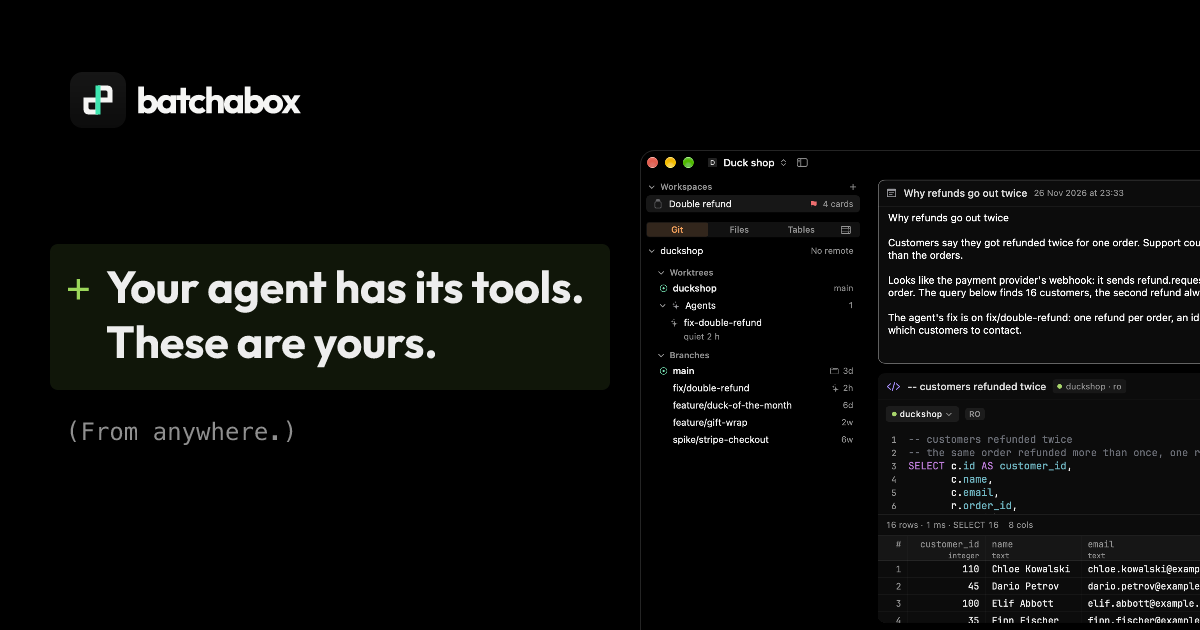 batchabox
+ Your agent has its tools.
These are yours.
(From anywhere.)
D Duck shop
Workspaces +
Double refund 4 cards
Git Files Tables
duckshop No remote
Worktrees
duckshop main
Agents 1
fix-double-refund
quiet 2 h
Branches
main 3d
fix/double-refund 2h
feature/duck-of-the-month 6d
feature/gift-wrap 2w
spike/stripe-checkout 6w
Why refunds go out twice 26 Nov 2026 at 23:33
Why refunds go out twice
Customers say they got refunded twice for one order. Support cou
than the orders.
Looks like the payment provider's webhook: it sends refund.reques
order. The query below finds 16 customers, the second refund alw
The agent's fix is on fix/double-refund: one refund per order, an id
which customers to contact.
</> -- customers refunded twice duckshop · ro
duckshop RO
1 -- customers refunded twice
2 -- the same order refunded more than once, one r
3 SELECT c.id AS customer_id,
4 c.name,
5 c.email,
6 r.order_id,
16 rows · 1 ms · SELECT 16 8 cols
# customer_id name email
integer text text
1 110 Chloe Kowalski chloe.kowalski@examp
2 45 Dario Petrov dario.petrov@example
3 100 Elif Abbott elif.abbott@example.
4 35 Finn Fischer finn.fischer@example